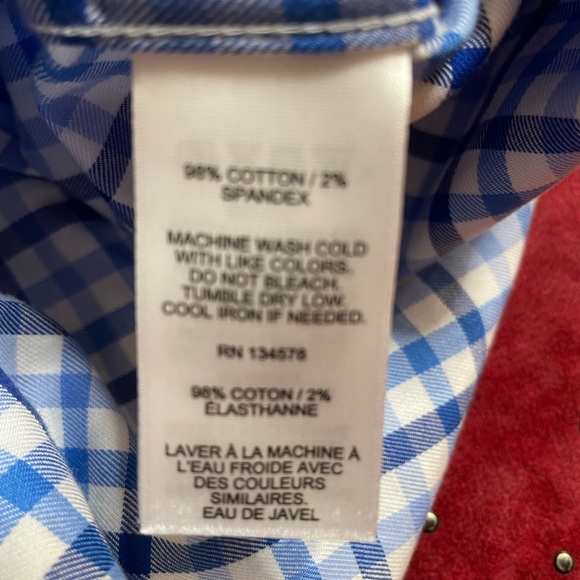 98% COTTON / 2%
SPANDEX
MACHINE WASH COLD
WITH LIKE COLORS.
DO NOT BLEACH.
TUMBLE DRY LOW.
COOL IRON IF NEEDED.
RN 134578
98% COTON / 2%
ÉLASTHANNE
LAVER À LA MACHINE À
L'EAU FROIDE AVEC
DES COULEURS
SIMILAIRES.
EAU DE JAVEL